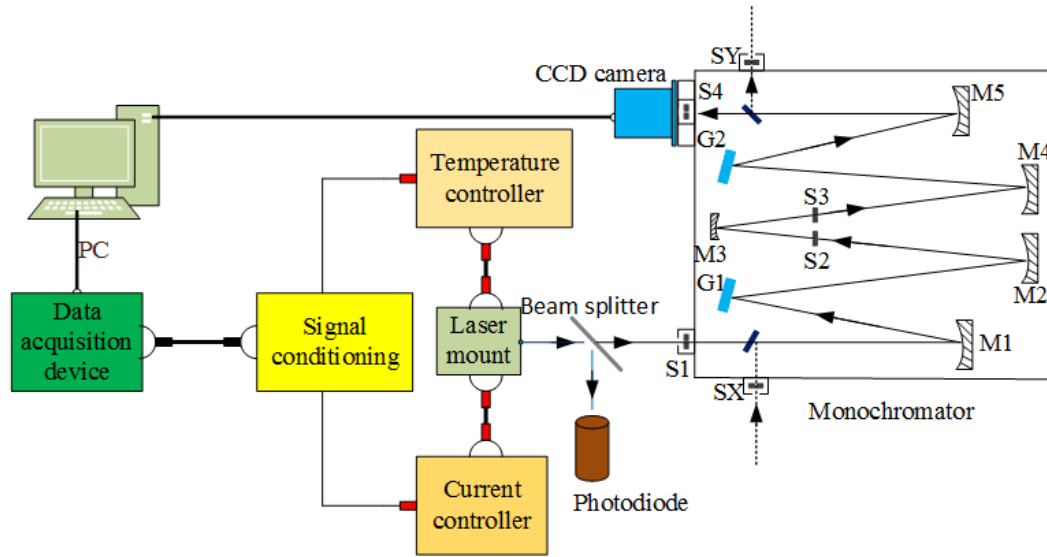 SY
CCD camera
S4
M5
G2
M4
Temperature
controller
S3
M3
S2
PC
G1
M2
Beam splitter
Data
acquisition
device
Signal
conditioning
Laser
mount
M1
S1
SX
Monochromator
Photodiode
Current
controller